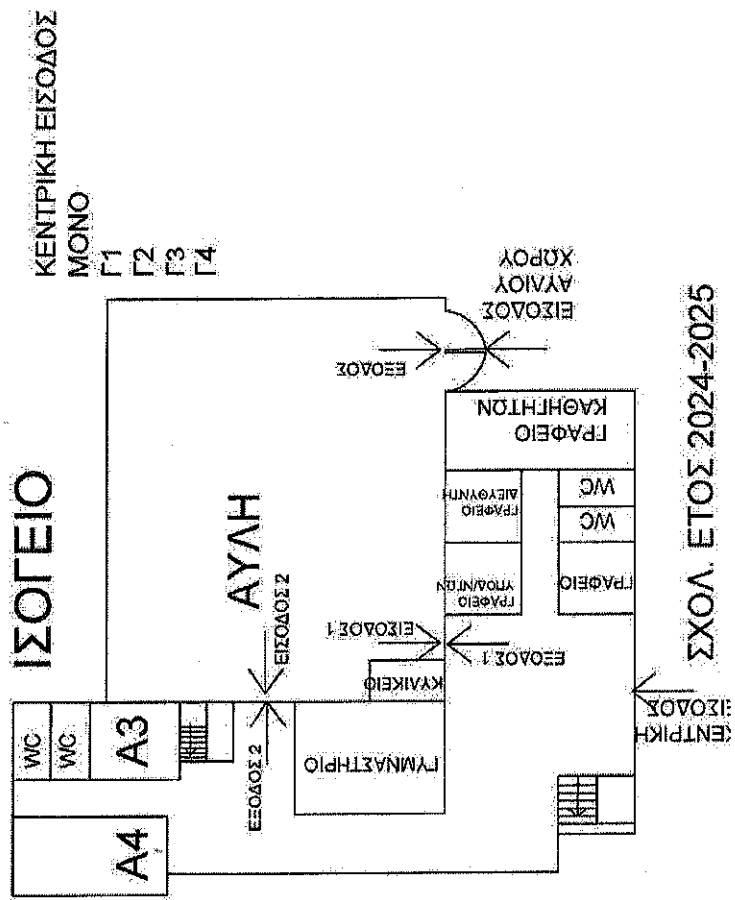 ΙΣΟΓΕΙΟ
ΚΕΝΤΡΙΚΗ ΕΙΣΟΔΟΣ
ΜΟΝΟ
Γ1
Γ2
Γ3
Γ4
WC
WC
Α3
Α4
ΑΥΛΗ
ΕΙΣΟΔΟΣ 2
ΕΞΟΔΟΣ 2
ΓΥΜΝΑΣΤΗΡΙΟ
ΚΥΛΙΚΕΙΟ
ΕΙΣΟΔΟΣ 1
ΕΞΟΔΟΣ 1
ΓΡΑΦΕΙΟ
ΥΠΟΔ/ΝΤΩΝ
ΓΡΑΦΕΙΟ
ΔΙΕΥΘΥΝΤΗ
ΓΡΑΦΕΙΟ
ΚΑΘΗΓΗΤΩΝ
ΓΡΑΦΕΙΟ
WC
WC
ΕΞΟΔΟΣ
ΕΙΣΟΔΟΣ
ΑΥΛΙΟΥ
ΧΩΡΟΥ
ΚΕΝΤΡΙΚΗ
ΕΙΣΟΔΟΣ
ΣΧΟΛ. ΕΤΟΣ 2024-2025